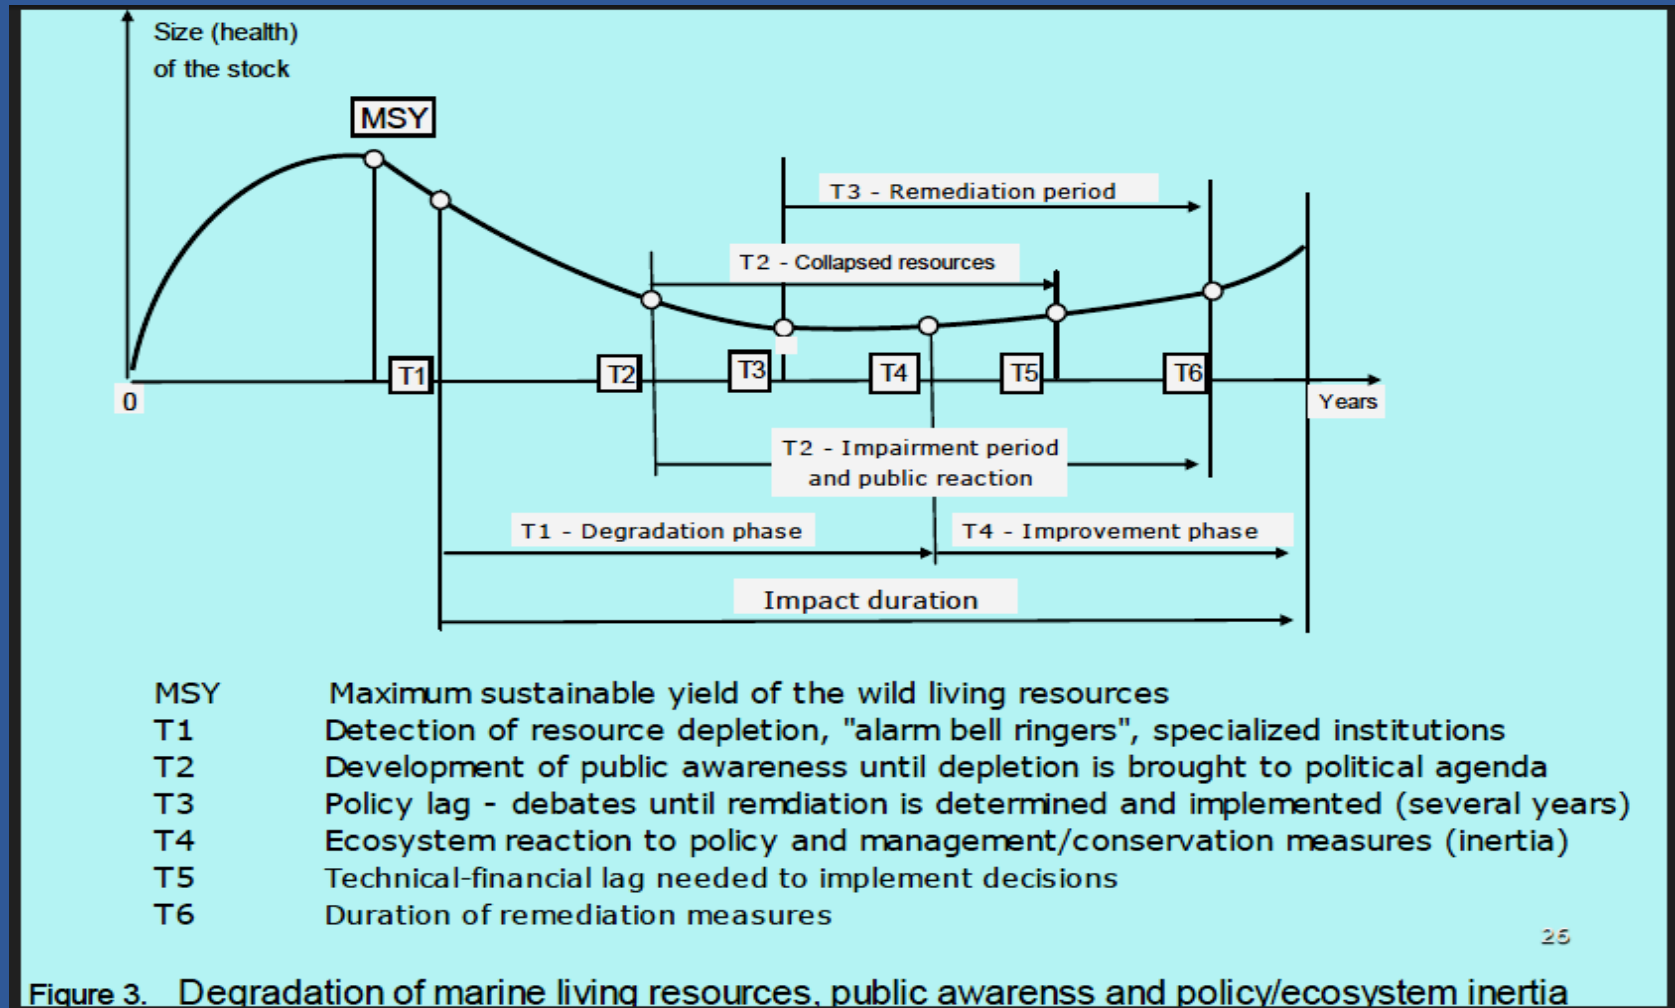 Size (health)
of the stock
MSY
T3 - Remediation period
T2 - Collapsed resources
T1
T2
T3
T4
T5
T6
0
Years
T2 - Impairment period
and public reaction
T1 - Degradation phase
T4 - Improvement phase
Impact duration
MSY Maximum sustainable yield of the wild living resources
T1 Detection of resource depletion, "alarm bell ringers", specialized institutions
T2 Development of public awareness until depletion is brought to political agenda
T3 Policy lag - debates until remdiation is determined and implemented (several years)
T4 Ecosystem reaction to policy and management/conservation measures (inertia)
T5 Technical-financial lag needed to implement decisions
T6 Duration of remediation measures
26
Figure 3. Degradation of marine living resources, public awarenss and policy/ecosystem inertia